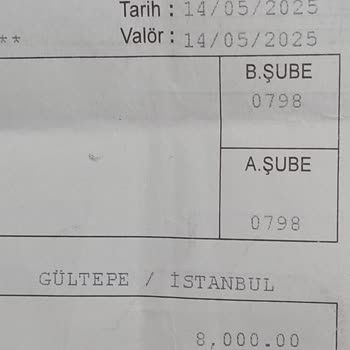 Tarih : 14/05/2025
** Valör : 14/05/2025
B.ŞUBE
0798
A.ŞUBE
0798
GÜLTEPE / İSTANBUL
8,000.00